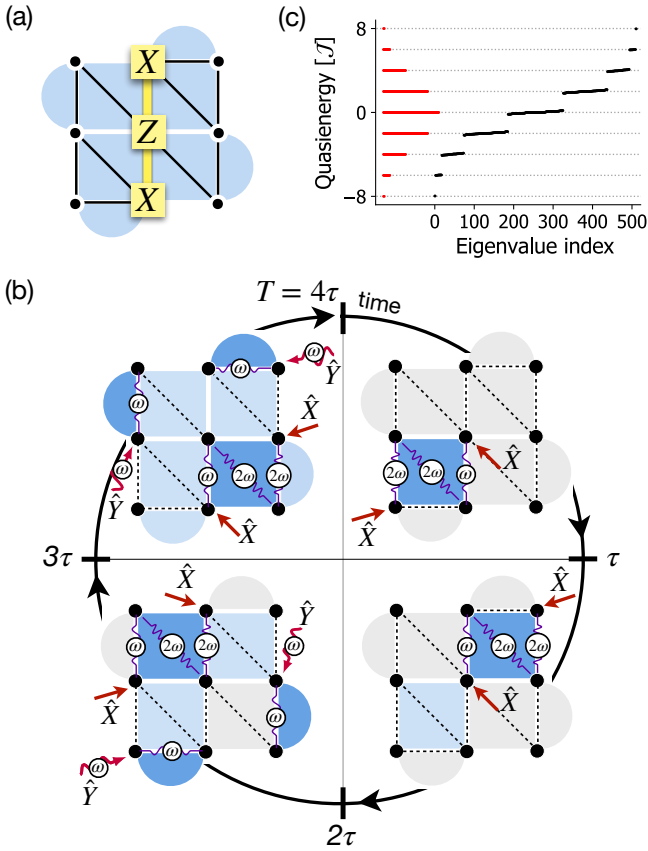 (a)
X
Z
X
(c)
Quasienergy [𝒥]
8
0
−8
0 100 200 300 400 500
Eigenvalue index
(b)
T = 4τ
time
ω
ω
Ŷ
X̂
ω
ω
2ω
2ω
Ŷ
X̂
2ω
2ω
ω
X̂
X̂
3τ
τ
X̂
ω
2ω
2ω
ω
Ŷ
X̂
ω
ω
Ŷ
ω
X̂
ω
2ω
2ω
X̂
2τ